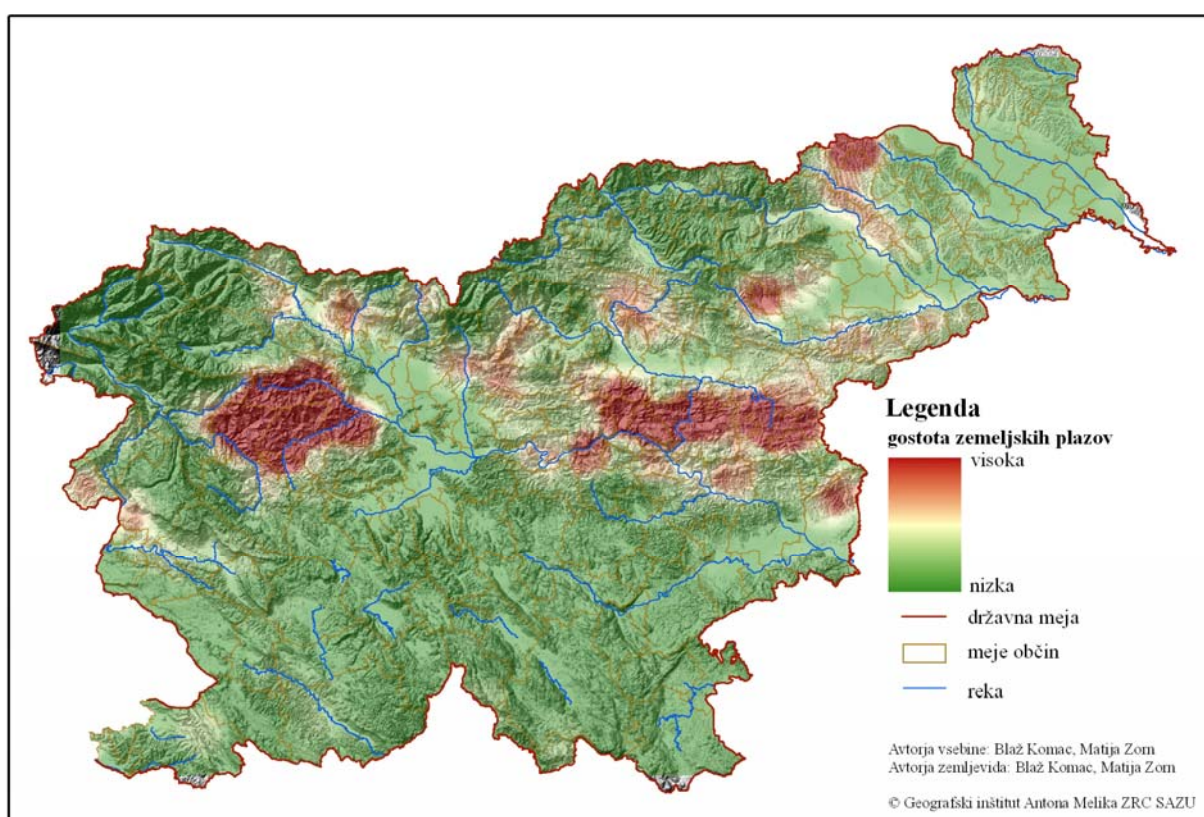 Legenda
gostota zemeljskih plazov
visoka
nizka
državna meja
meje občin
reka
Avtorja vsebine: Blaž Komac, Matija Zorn
Avtorja zemljevida: Blaž Komac, Matija Zorn
© Geografski inštitut Antona Melika ZRC SAZU